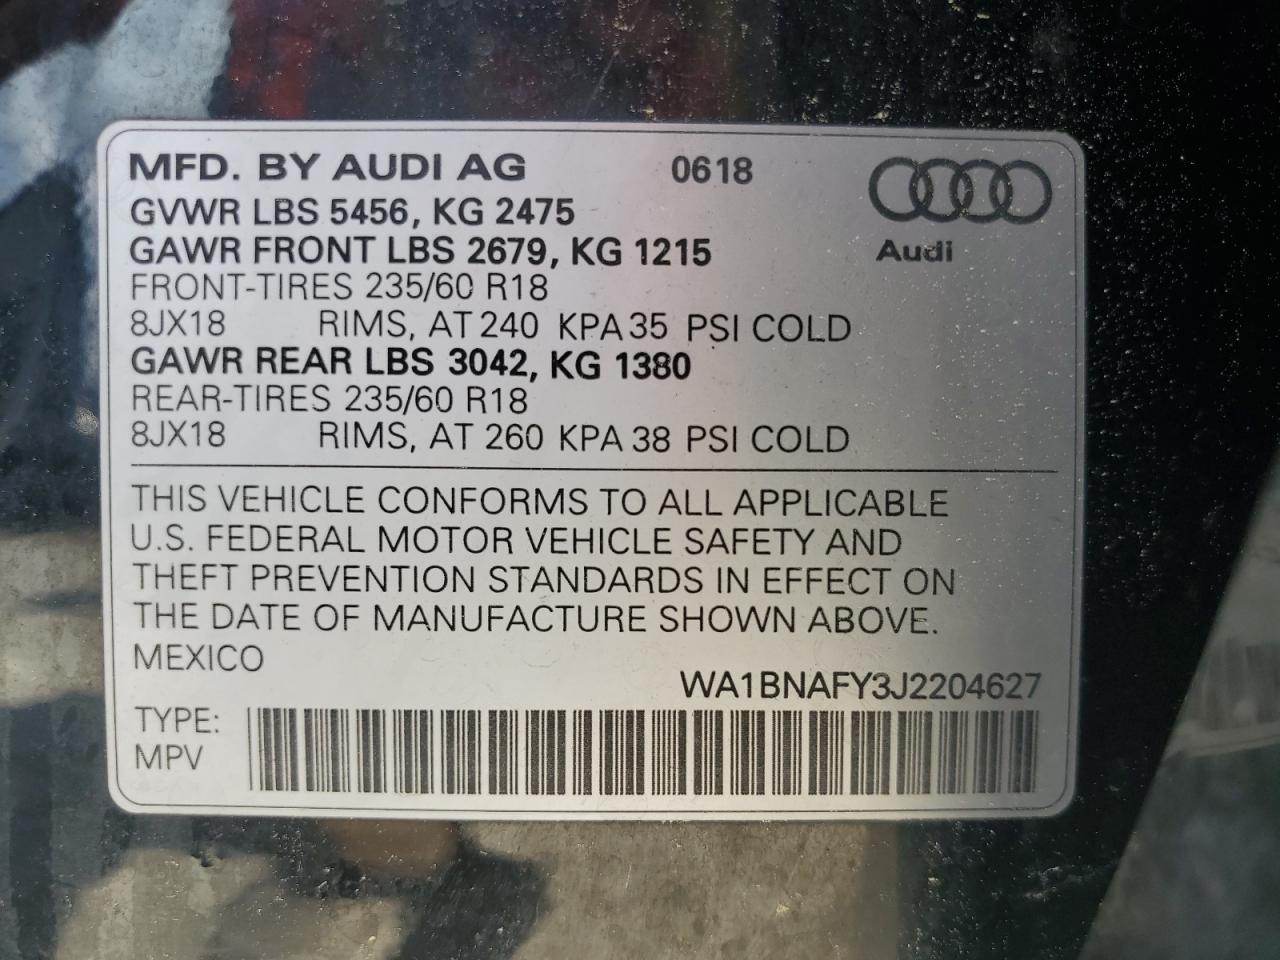 MFD. BY AUDI AG 0618
GVWR LBS 5456, KG 2475
GAWR FRONT LBS 2679, KG 1215
Audi
FRONT-TIRES 235/60 R18
8JX18 RIMS, AT 240 KPA 35 PSI COLD
GAWR REAR LBS 3042, KG 1380
REAR-TIRES 235/60 R18
8JX18 RIMS, AT 260 KPA 38 PSI COLD
THIS VEHICLE CONFORMS TO ALL APPLICABLE
U.S. FEDERAL MOTOR VEHICLE SAFETY AND
THEFT PREVENTION STANDARDS IN EFFECT ON
THE DATE OF MANUFACTURE SHOWN ABOVE.
MEXICO
WA1BNAFY3J2204627
TYPE:
MPV